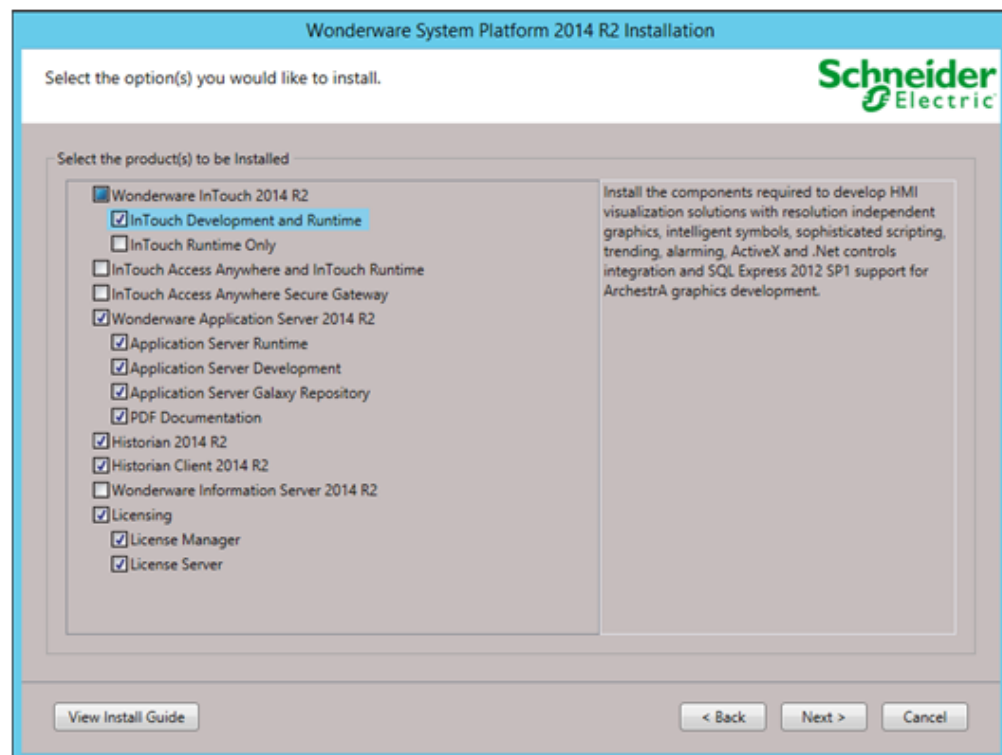 Wonderware System Platform 2014 R2 Installation
Select the option(s) you would like to install.
Schneider
Electric
Select the product(s) to be Installed
Wonderware InTouch 2014 R2
InTouch Development and Runtime
InTouch Runtime Only
InTouch Access Anywhere and InTouch Runtime
InTouch Access Anywhere Secure Gateway
Wonderware Application Server 2014 R2
Application Server Runtime
Application Server Development
Application Server Galaxy Repository
PDF Documentation
Historian 2014 R2
Historian Client 2014 R2
Wonderware Information Server 2014 R2
Licensing
License Manager
License Server
Install the components required to develop HMI
visualization solutions with resolution independent
graphics, intelligent symbols, sophisticated scripting,
trending, alarming, ActiveX and .Net controls
integration and SQL Express 2012 SP1 support for
ArchestrA graphics development.
View Install Guide
< Back
Next >
Cancel